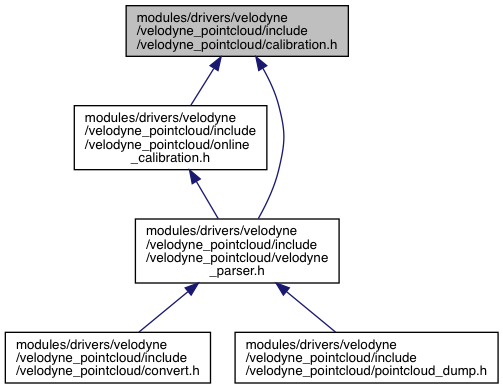 modules/drivers/velodyne
/velodyne_pointcloud/include
/velodyne_pointcloud/calibration.h
modules/drivers/velodyne
/velodyne_pointcloud/include
/velodyne_pointcloud/online
_calibration.h
modules/drivers/velodyne
/velodyne_pointcloud/include
/velodyne_pointcloud/velodyne
_parser.h
modules/drivers/velodyne
/velodyne_pointcloud/include
/velodyne_pointcloud/convert.h
modules/drivers/velodyne
/velodyne_pointcloud/include
/velodyne_pointcloud/pointcloud_dump.h